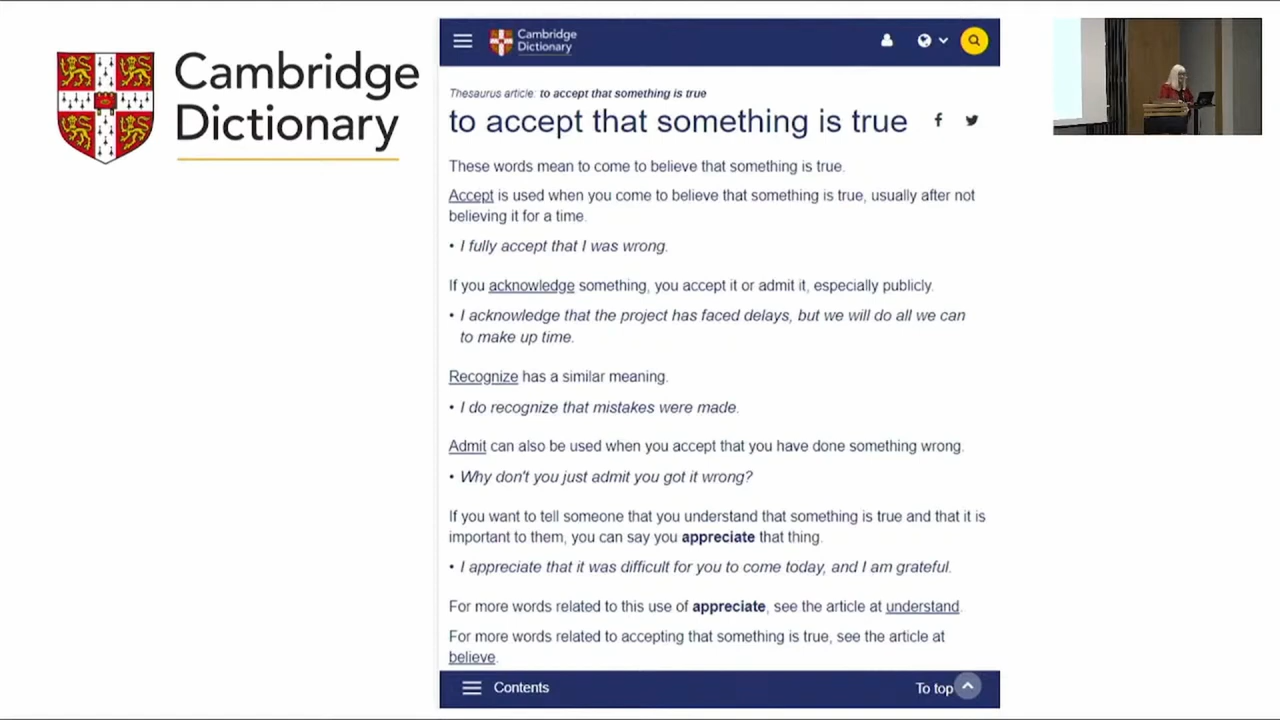 Cambridge
Dictionary
Cambridge
Dictionary
Thesaurus article: to accept that something is true
to accept that something is true
These words mean to come to believe that something is true.
Accept is used when you come to believe that something is true, usually after not
believing it for a time.
• I fully accept that I was wrong.
If you acknowledge something, you accept it or admit it, especially publicly.
• I acknowledge that the project has faced delays, but we will do all we can
to make up time.
Recognize has a similar meaning.
• I do recognize that mistakes were made.
Admit can also be used when you accept that you have done something wrong.
• Why don't you just admit you got it wrong?
If you want to tell someone that you understand that something is true and that it is
important to them, you can say you appreciate that thing.
• I appreciate that it was difficult for you to come today, and I am grateful.
For more words related to this use of appreciate, see the article at understand.
For more words related to accepting that something is true, see the article at
believe.
Contents
To top